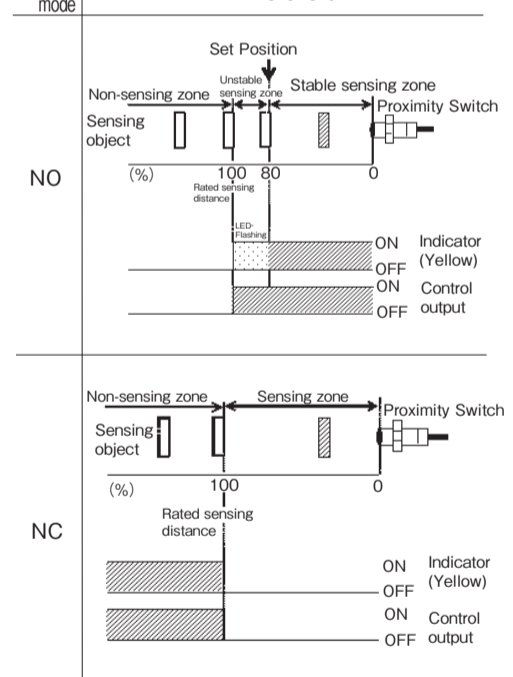 mode
Set Position
Unstable
sensing zone
Stable sensing zone
Non-sensing zone
Proximity Switch
Sensing
object
NO
(%)
100
80
0
Rated sensing
distance
LED-
Flashing
ON
Indicator
(Yellow)
OFF
ON
Control
output
OFF
Non-sensing zone
Sensing zone
Proximity Switch
Sensing
object
(%)
100
0
Rated sensing
distance
NC
ON
Indicator
(Yellow)
OFF
ON
Control
output
OFF